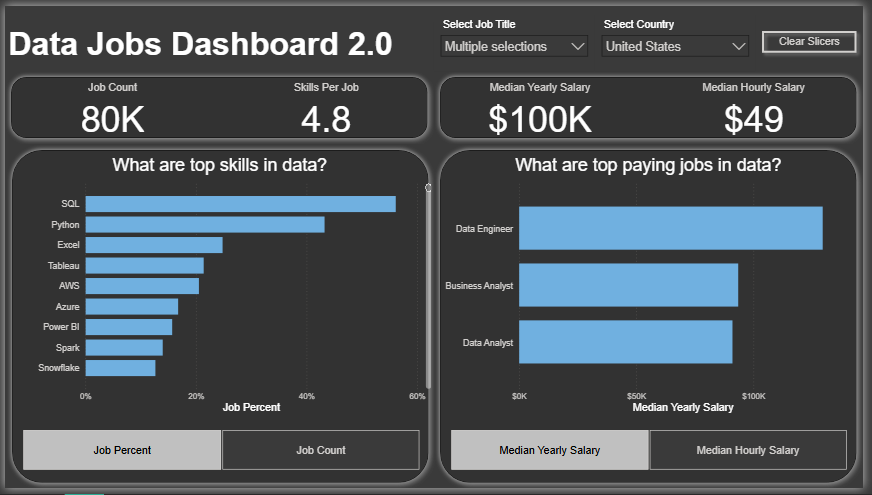 Data Jobs Dashboard 2.0
Select Job Title
Multiple selections
Select Country
United States
Clear Slicers
Job Count
80K
Skills Per Job
4.8
Median Yearly Salary
$100K
Median Hourly Salary
$49
What are top skills in data?
SQL
Python
Excel
Tableau
AWS
Azure
Power BI
Spark
Snowflake
0% 20% 40% 60%
Job Percent
Job Percent
Job Count
What are top paying jobs in data?
Data Engineer
Business Analyst
Data Analyst
$0K $50K $100K
Median Yearly Salary
Median Yearly Salary
Median Hourly Salary